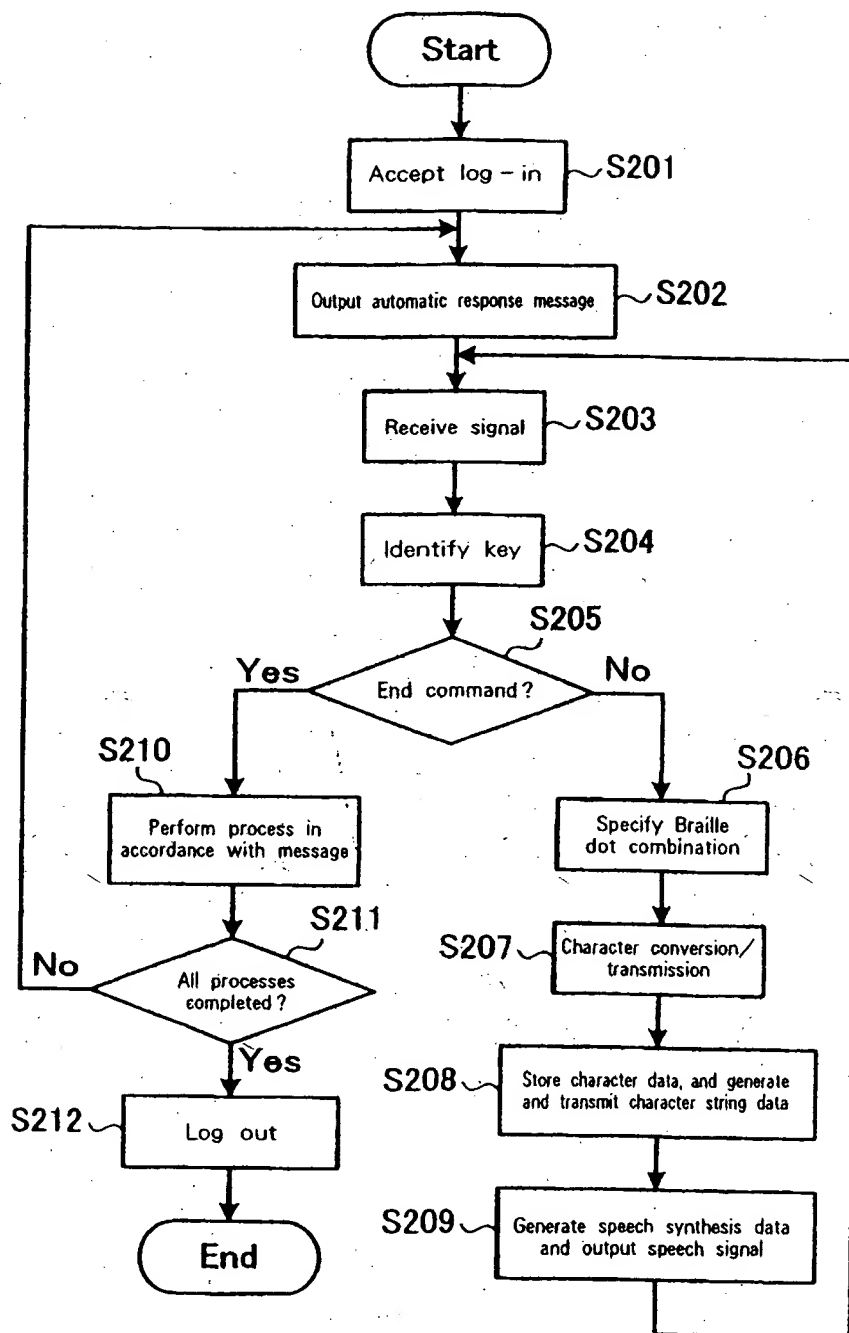 Start
Accept log-in
S201
Output automatic response message
S202
Receive signal
S203
Identify key
S204
S205
Yes
End command?
No
S210
Perform process in
accordance with message
S206
Specify Braille
dot combination
S211
No
All processes
completed?
Yes
S207
Character conversion/
transmission
S208
Store character data, and generate
and transmit character string data
S212
Log out
S209
Generate speech synthesis data
and output speech signal
End